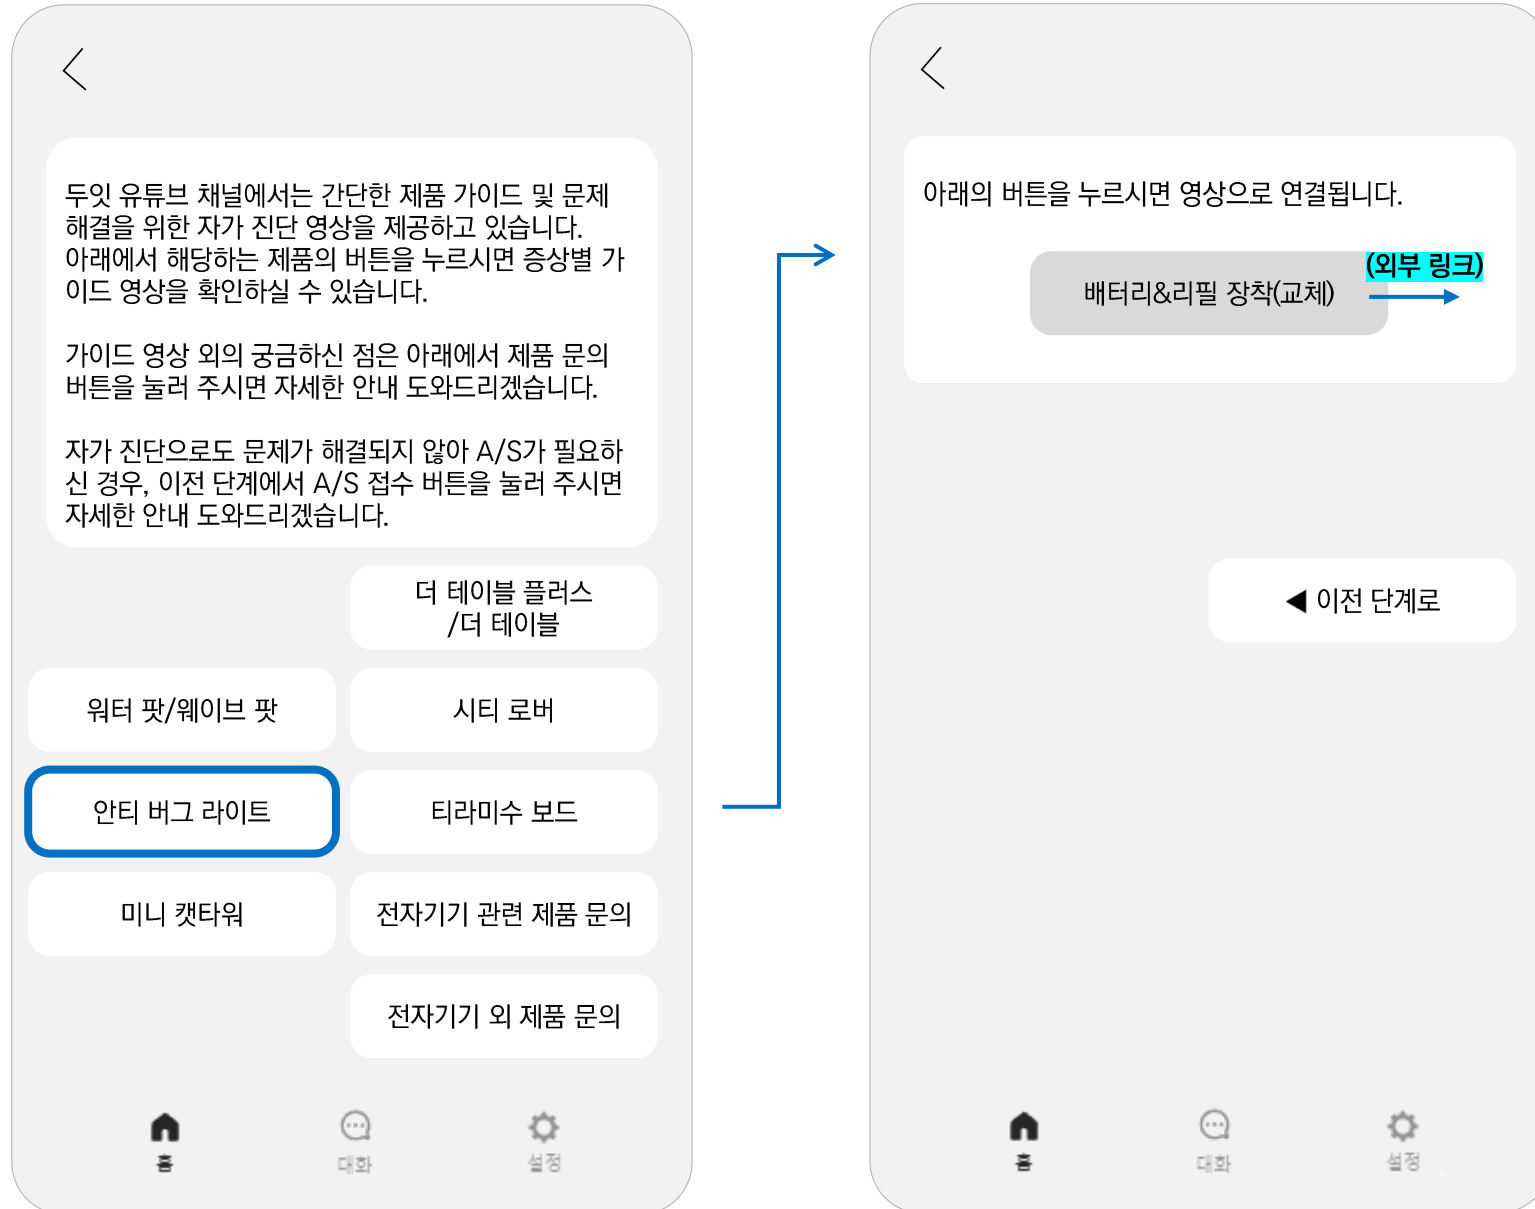 두잇 유튜브 채널에서는 간단한 제품 가이드 및 문제
해결을 위한 자가 진단 영상을 제공하고 있습니다.
아래에서 해당하는 제품의 버튼을 누르시면 증상별 가
이드 영상을 확인하실 수 있습니다.
가이드 영상 외의 궁금하신 점은 아래에서 제품 문의
버튼을 눌러 주시면 자세한 안내 도와드리겠습니다.
자가 진단으로도 문제가 해결되지 않아 A/S가 필요하
신 경우, 이전 단계에서 A/S 접수 버튼을 눌러 주시면
자세한 안내 도와드리겠습니다.
더 테이블 플러스
/더 테이블
워터 팟/웨이브 팟
시티 로버
안티 버그 라이트
티라미수 보드
미니 캣타워
전자기기 관련 제품 문의
전자기기 외 제품 문의
홈
대화
설정
아래의 버튼을 누르시면 영상으로 연결됩니다.
(외부 링크)
배터리&리필 장착(교체)
◀ 이전 단계로
홈
대화
설정